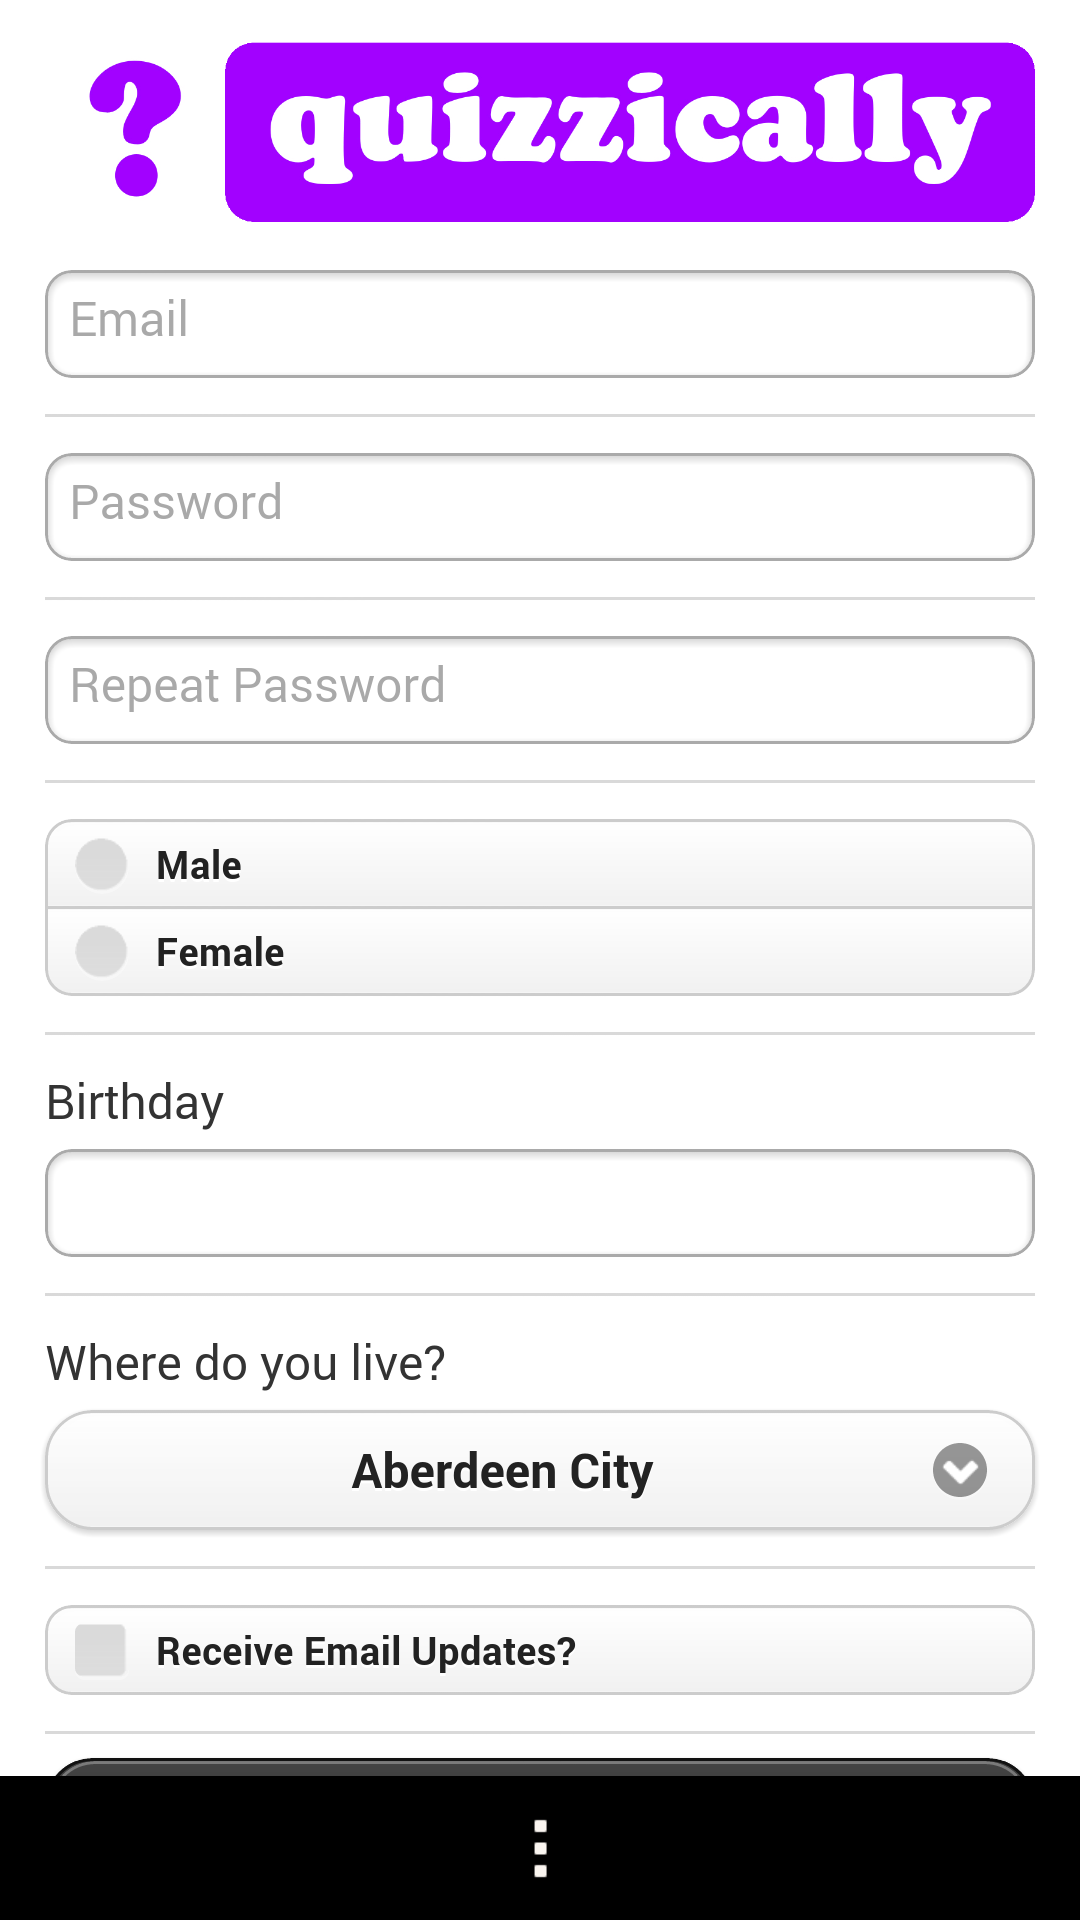 ? quizzically
Email
Password
Repeat Password
Male
Female
Birthday
Where do you live?
Aberdeen City
Receive Email Updates?